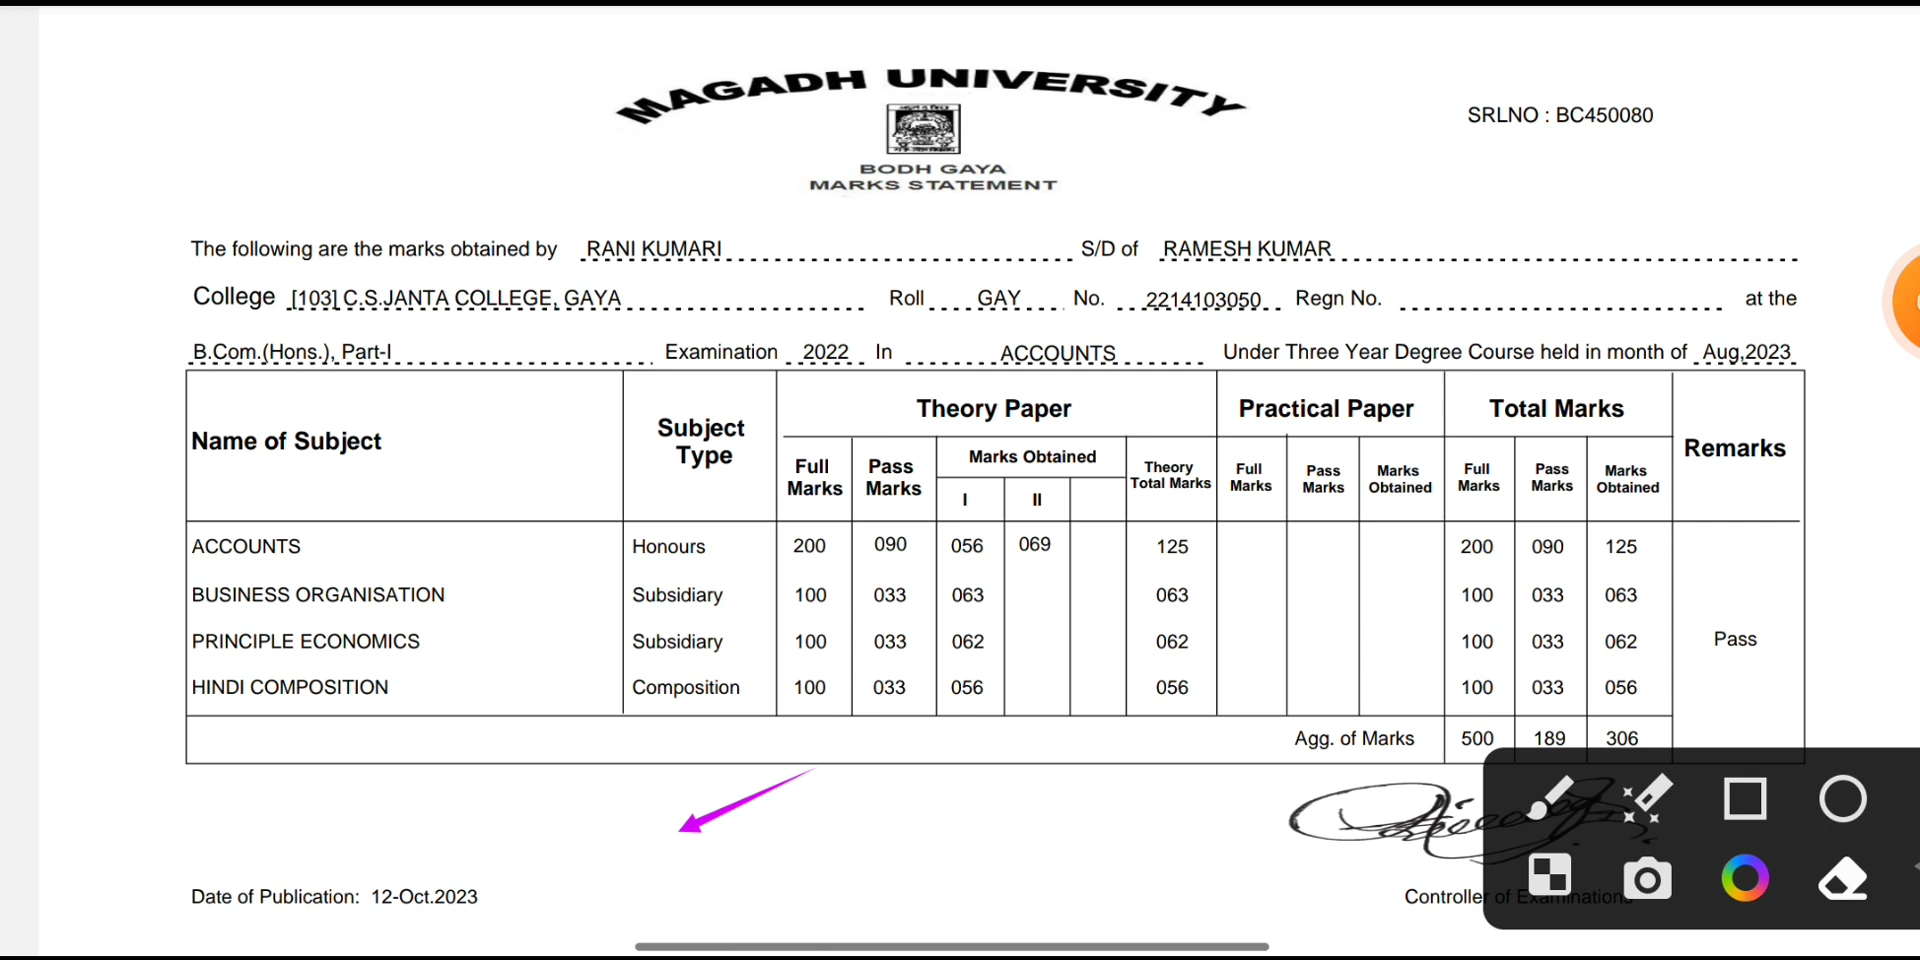 MAGADH UNIVERSITY
SRLNO : BC450080
BODH GAYA
MARKS STATEMENT
The following are the marks obtained by RANI KUMARI S/D of RAMESH KUMAR
College [103] C.S.JANTA COLLEGE, GAYA Roll GAY No. 2214103050 Regn No. at the
B.Com.(Hons.), Part-I Examination 2022 In ACCOUNTS Under Three Year Degree Course held in month of Aug,2023
Name of Subject Subject Type Theory Paper Practical Paper Total Marks Remarks
Full Marks Pass Marks Marks Obtained Theory Total Marks Full Marks Pass Marks Marks Obtained Full Marks Pass Marks Marks Obtained
I II
ACCOUNTS Honours 200 090 056 069 125 200 090 125
BUSINESS ORGANISATION Subsidiary 100 033 063 063 100 033 063
PRINCIPLE ECONOMICS Subsidiary 100 033 062 062 100 033 062
Pass
HINDI COMPOSITION Composition 100 033 056 056 100 033 056
Agg. of Marks 500 189 306
Date of Publication: 12-Oct.2023
Controller of Examinations